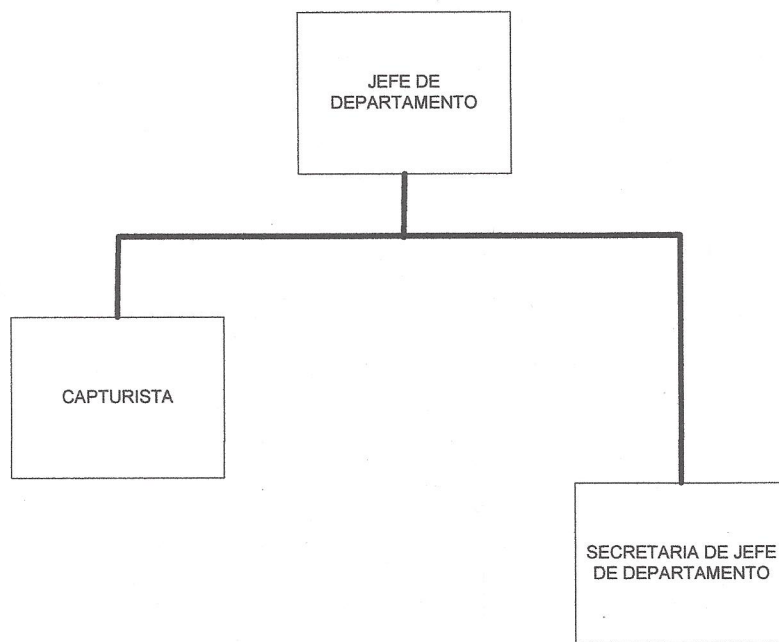 JEFE DE
DEPARTAMENTO
CAPTURISTA
SECRETARIA DE JEFE
DE DEPARTAMENTO